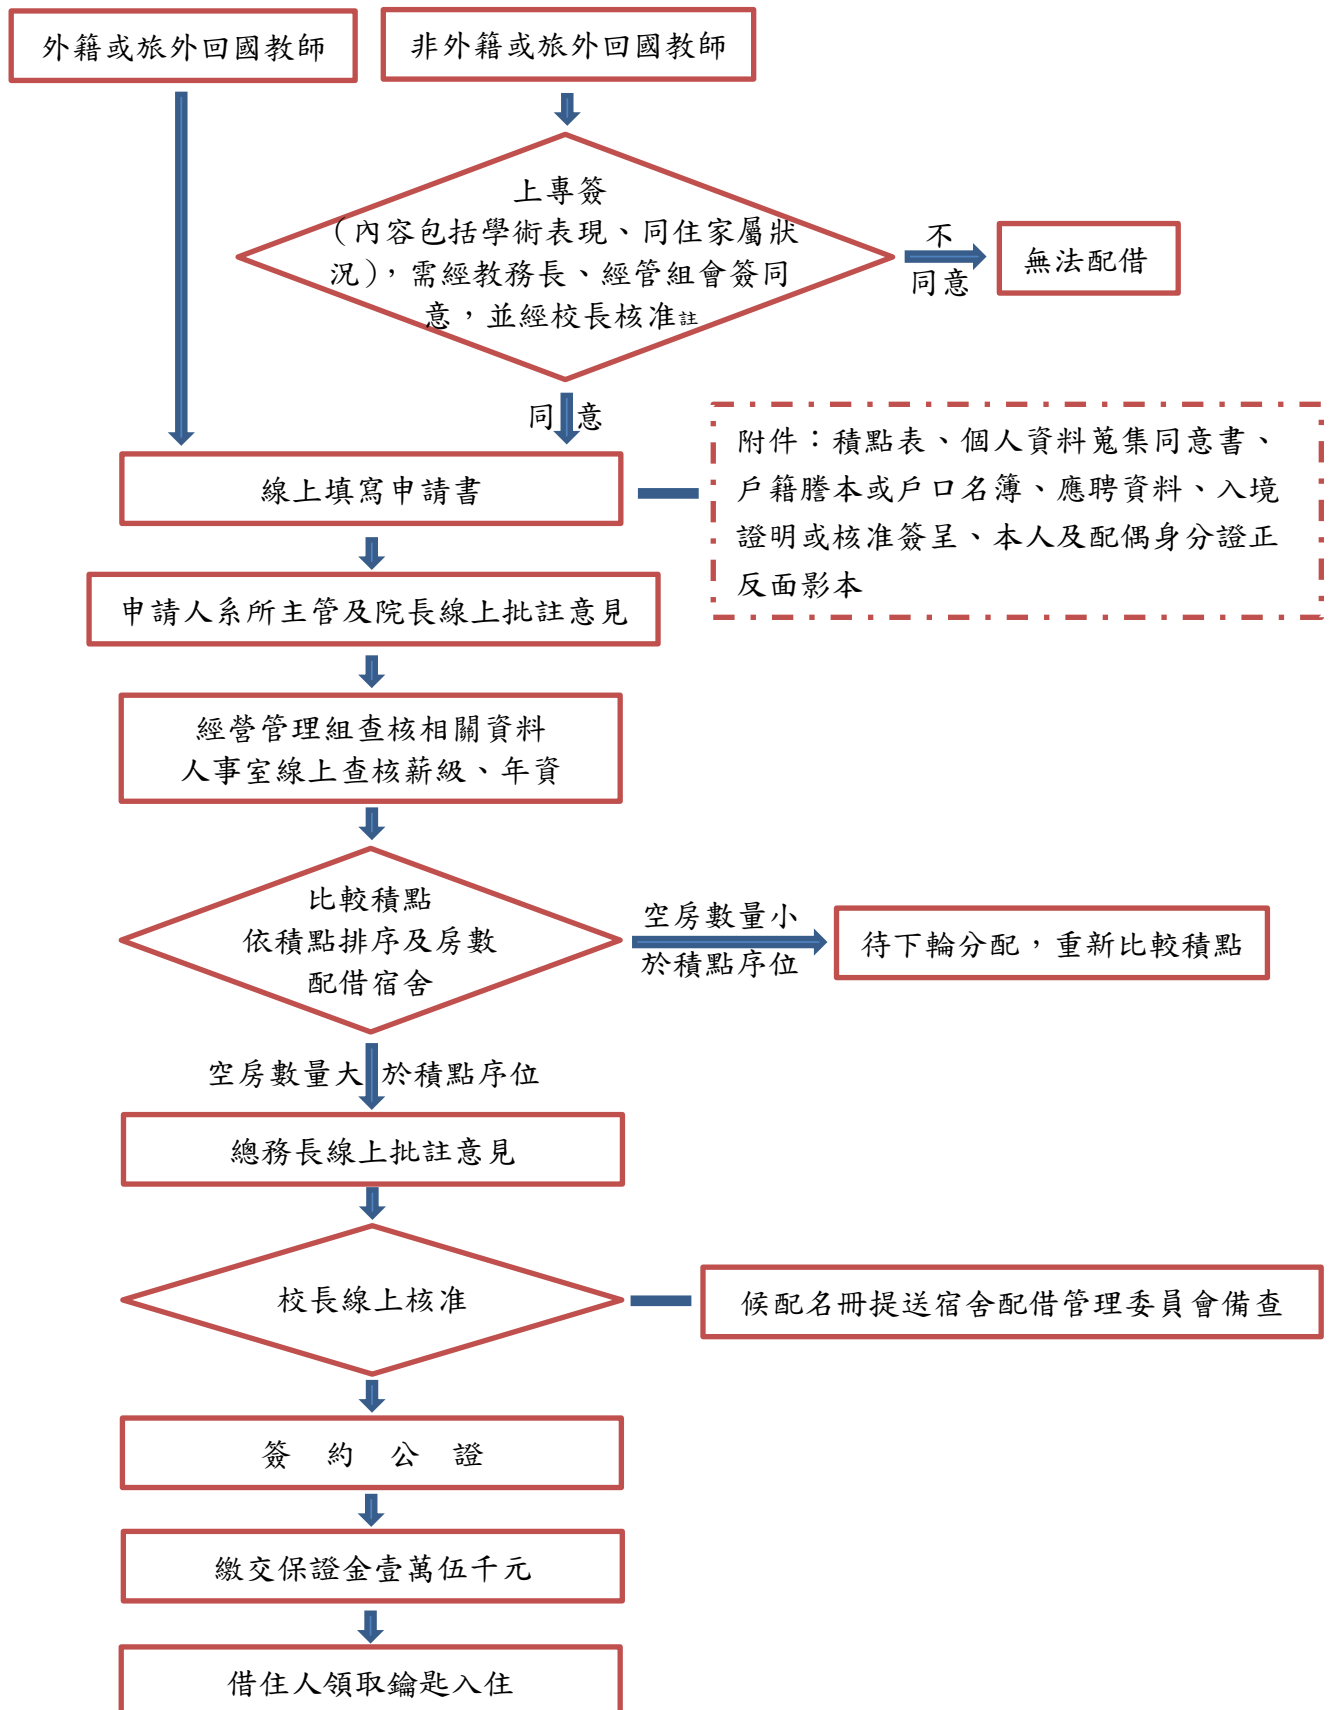 外籍或旅外回國教師
非外籍或旅外回國教師
上專簽
（內容包括學術表現、同住家屬狀
況），需經教務長、經管組會簽同
意，並經校長核准註
不
同意
無法配借
同意
線上填寫申請書
附件：積點表、個人資料蒐集同意書、
戶籍謄本或戶口名簿、應聘資料、入境
證明或核准簽呈、本人及配偶身分證正
反面影本
申請人系所主管及院長線上批註意見
經營管理組查核相關資料
人事室線上查核薪級、年資
比較積點
依積點排序及房數
配借宿舍
空房數量小
於積點序位
待下輪分配，重新比較積點
空房數量大於積點序位
總務長線上批註意見
校長線上核准
候配名冊提送宿舍配借管理委員會備查
簽 約 公 證
繳交保證金壹萬伍千元
借住人領取鑰匙入住